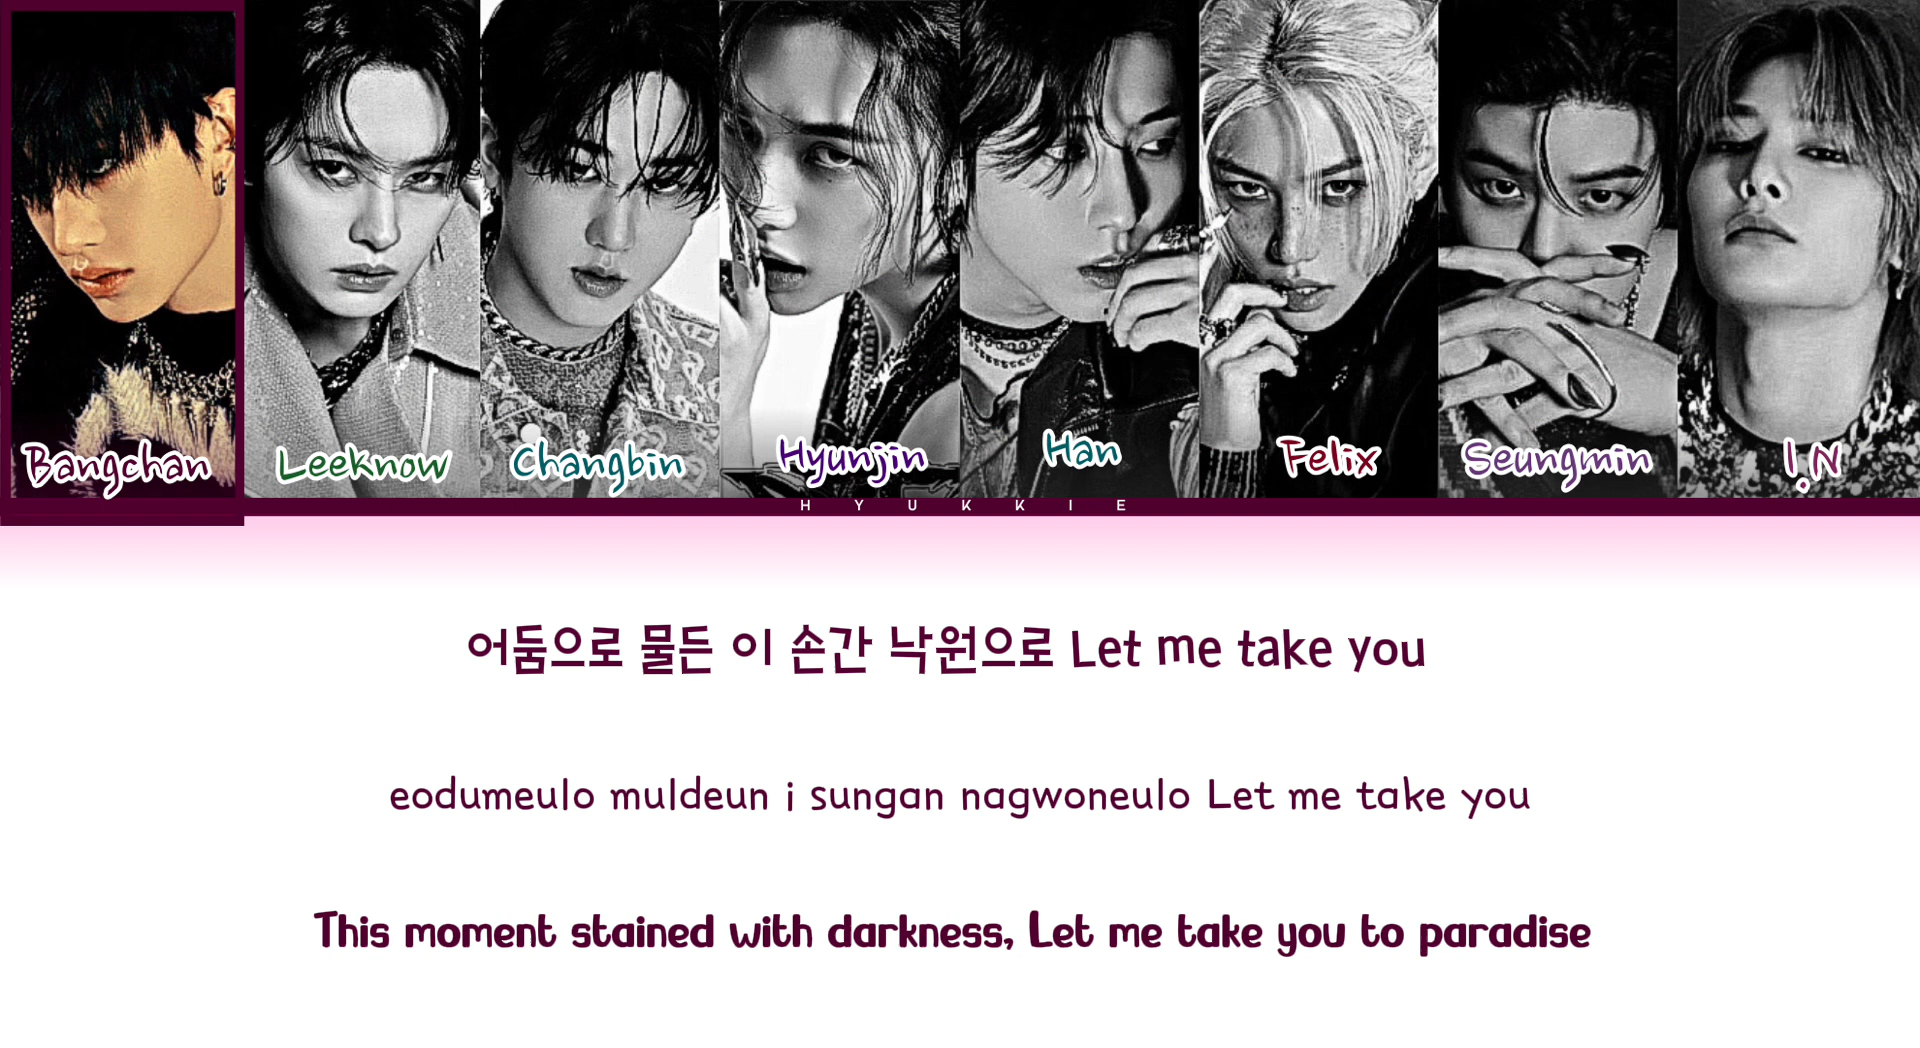 Bangchan
Leeknow
Changbin
Hyunjin
Han
Felix
Seungmin
I.N
HYUKKIE
어둠으로 물든 이 손간 낙원으로 Let me take you
eodumeulo muldeun i sungan nagwoneulo Let me take you
This moment stained with darkness, Let me take you to paradise